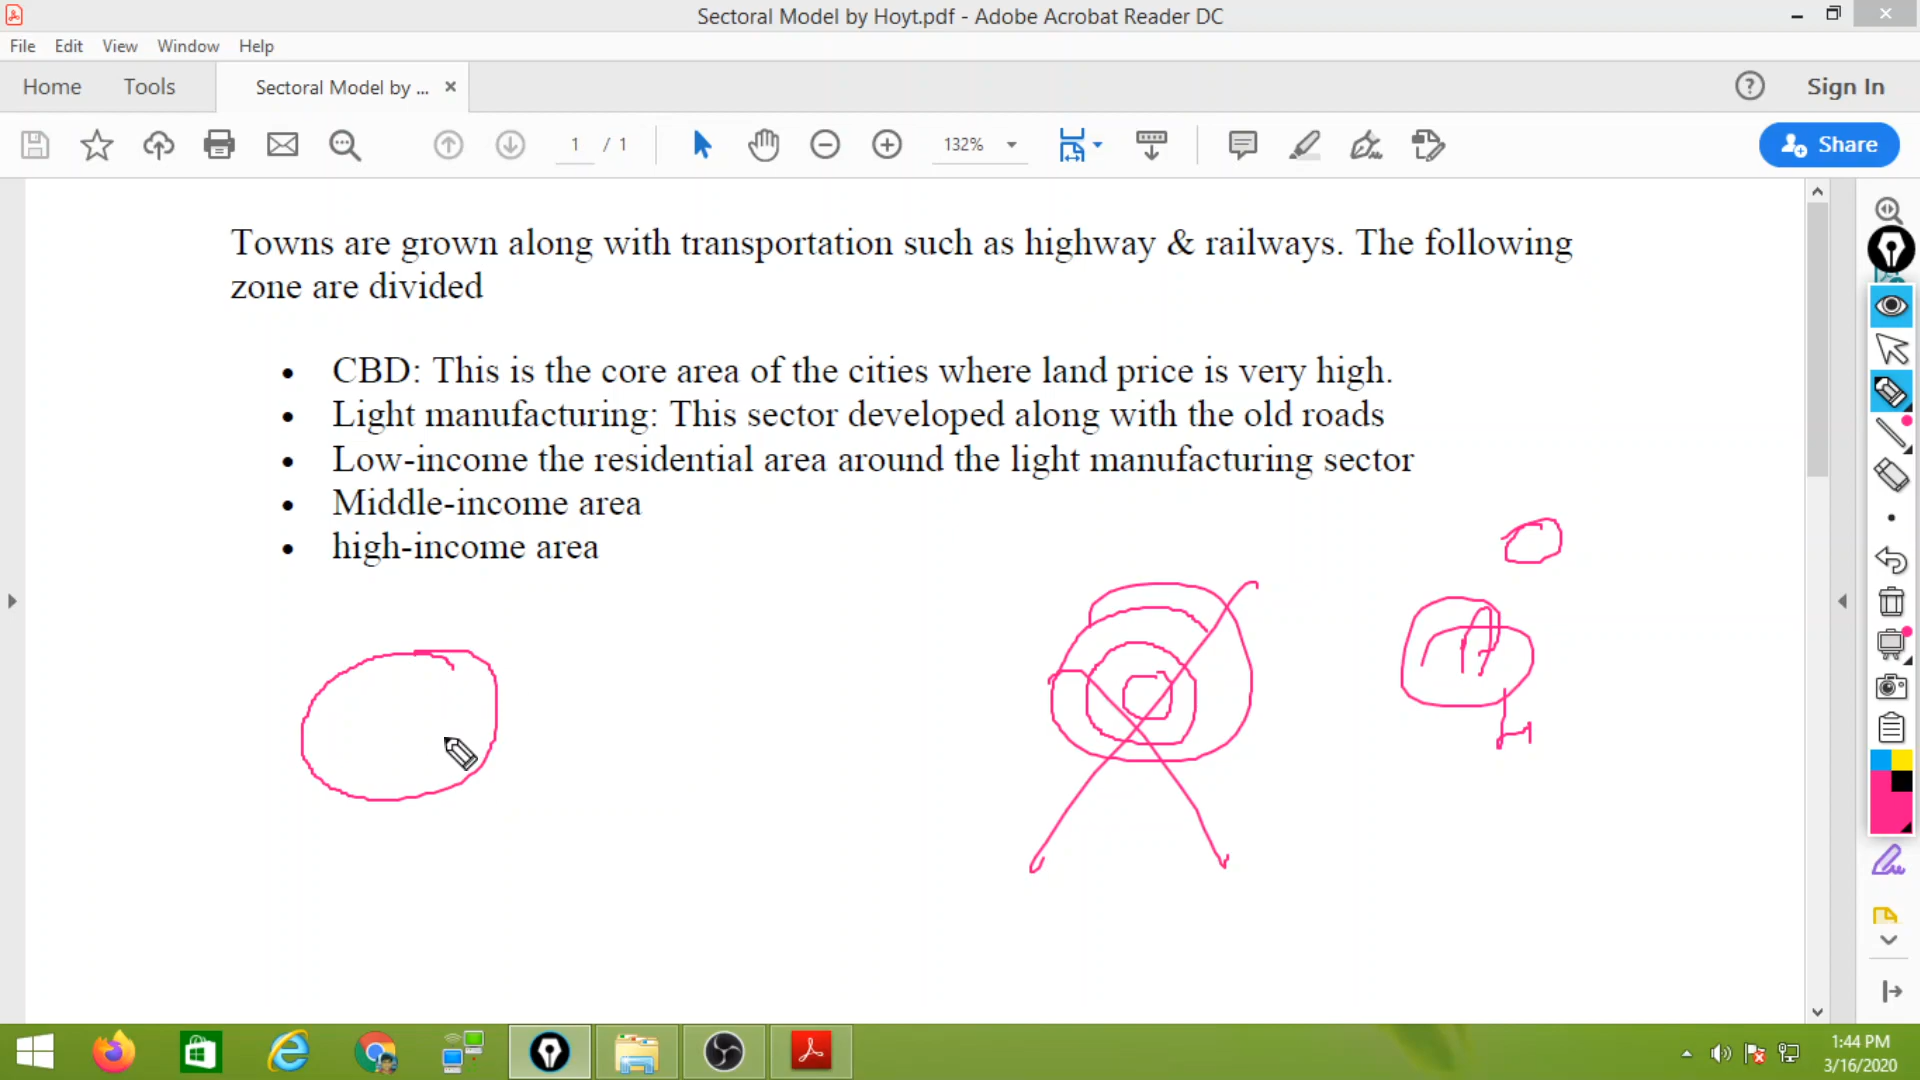 Sectoral Model by Hoyt.pdf - Adobe Acrobat Reader DC
File Edit View Window Help
Home Tools Sectoral Model by ... × Sign In
1 / 1 132% Share
Towns are grown along with transportation such as highway & railways. The following
zone are divided
• CBD: This is the core area of the cities where land price is very high.
• Light manufacturing: This sector developed along with the old roads
• Low-income the residential area around the light manufacturing sector
• Middle-income area
• high-income area
1:44 PM
3/16/2020